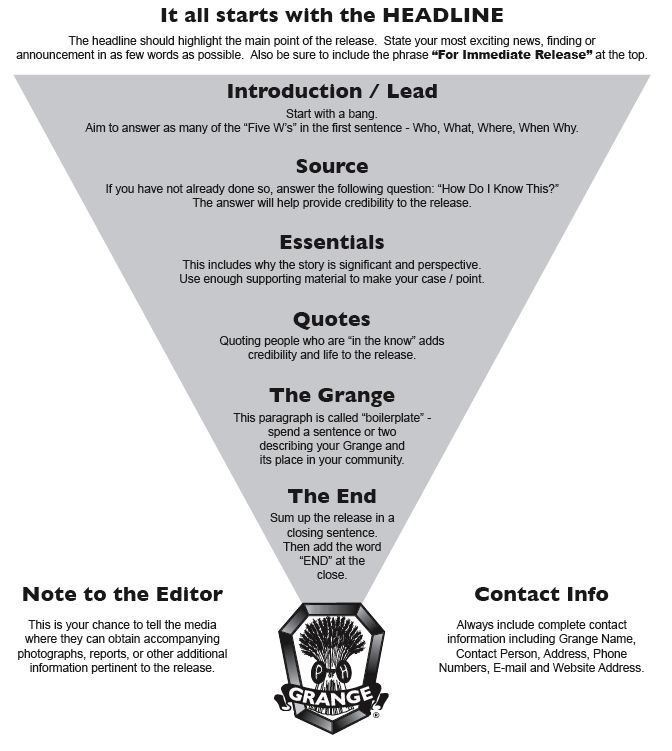 It all starts with the HEADLINE
The headline should highlight the main point of the release. State your most exciting news, finding or
announcement in as few words as possible. Also be sure to include the phrase “For Immediate Release” at the top.
Introduction / Lead
Start with a bang.
Aim to answer as many of the “Five W’s” in the first sentence - Who, What, Where, When Why.
Source
If you have not already done so, answer the following question: “How Do I Know This?”
The answer will help provide credibility to the release.
Essentials
This includes why the story is significant and perspective.
Use enough supporting material to make your case / point.
Quotes
Quoting people who are “in the know” adds
credibility and life to the release.
The Grange
This paragraph is called “boilerplate” -
spend a sentence or two
describing your Grange and
its place in your community.
The End
Sum up the release in a
closing sentence.
Then add the word
“END” at the
close.
Note to the Editor
This is your chance to tell the media
where they can obtain accompanying
photographs, reports, or other additional
information pertinent to the release.
Contact Info
Always include complete contact
information including Grange Name,
Contact Person, Address, Phone
Numbers, E-mail and Website Address.
P H
GRANGE
®